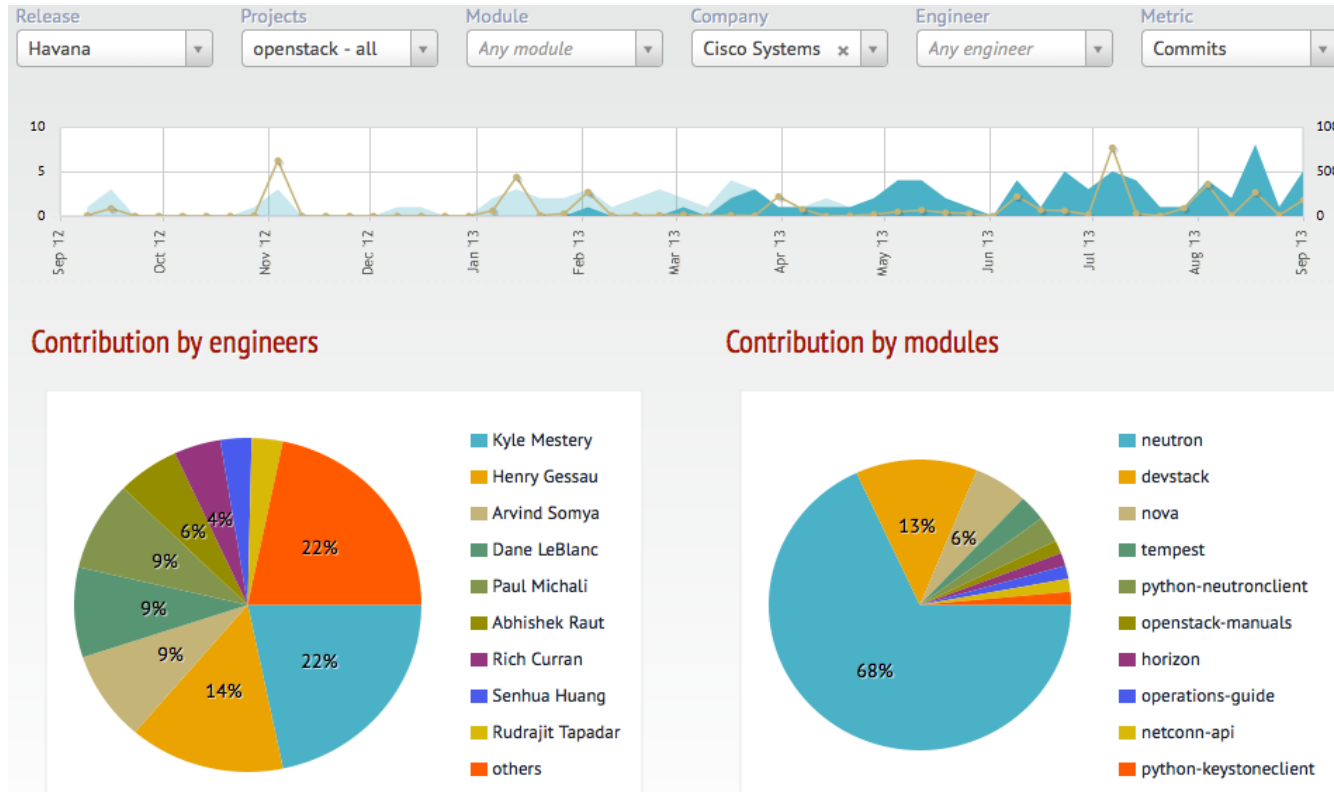 Release Projects Module Company Engineer Metric
Havana openstack - all Any module Cisco Systems × Any engineer Commits
10 100
5 500
0 0
Sep '12 Oct '12 Nov '12 Dec '12 Jan '13 Feb '13 Mar '13 Apr '13 May '13 Jun '13 Jul '13 Aug '13 Sep '13
Contribution by engineers
22%
14%
9%
9%
9%
6%
4%
22%
Kyle Mestery
Henry Gessau
Arvind Somya
Dane LeBlanc
Paul Michali
Abhishek Raut
Rich Curran
Senhua Huang
Rudrajit Tapadar
others
Contribution by modules
13%
6%
68%
neutron
devstack
nova
tempest
python-neutronclient
openstack-manuals
horizon
operations-guide
netconn-api
python-keystoneclient